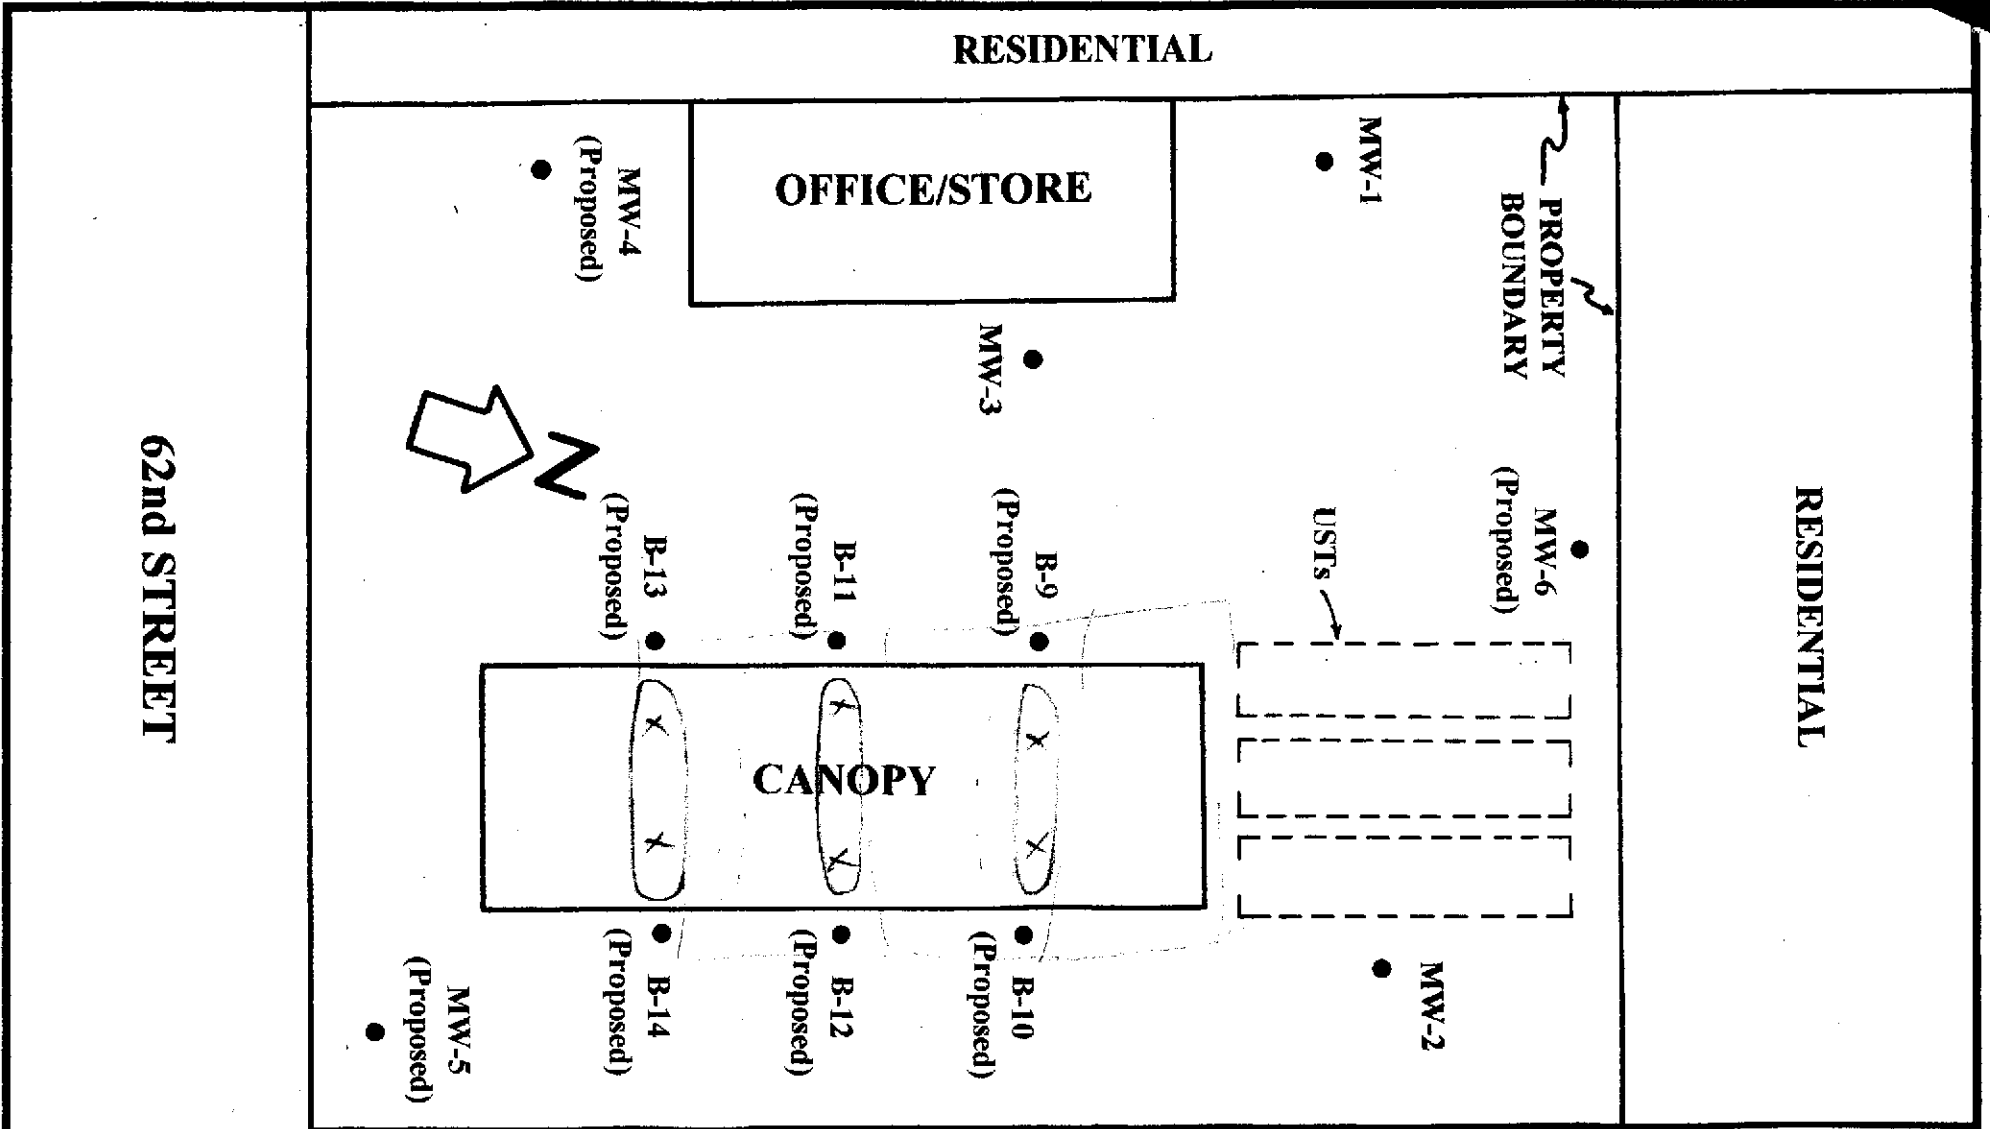 RESIDENTIAL
OFFICE/STORE
MW-1
PROPERTY
BOUNDARY
MW-4
(Proposed)
MW-3
N
62nd STREET
RESIDENTIAL
MW-6
(Proposed)
USTs
B-13
(Proposed)
B-11
(Proposed)
B-9
(Proposed)
X
X
X
CANOPY
X
X
X
B-14
(Proposed)
B-12
(Proposed)
B-10
(Proposed)
MW-2
MW-5
(Proposed)